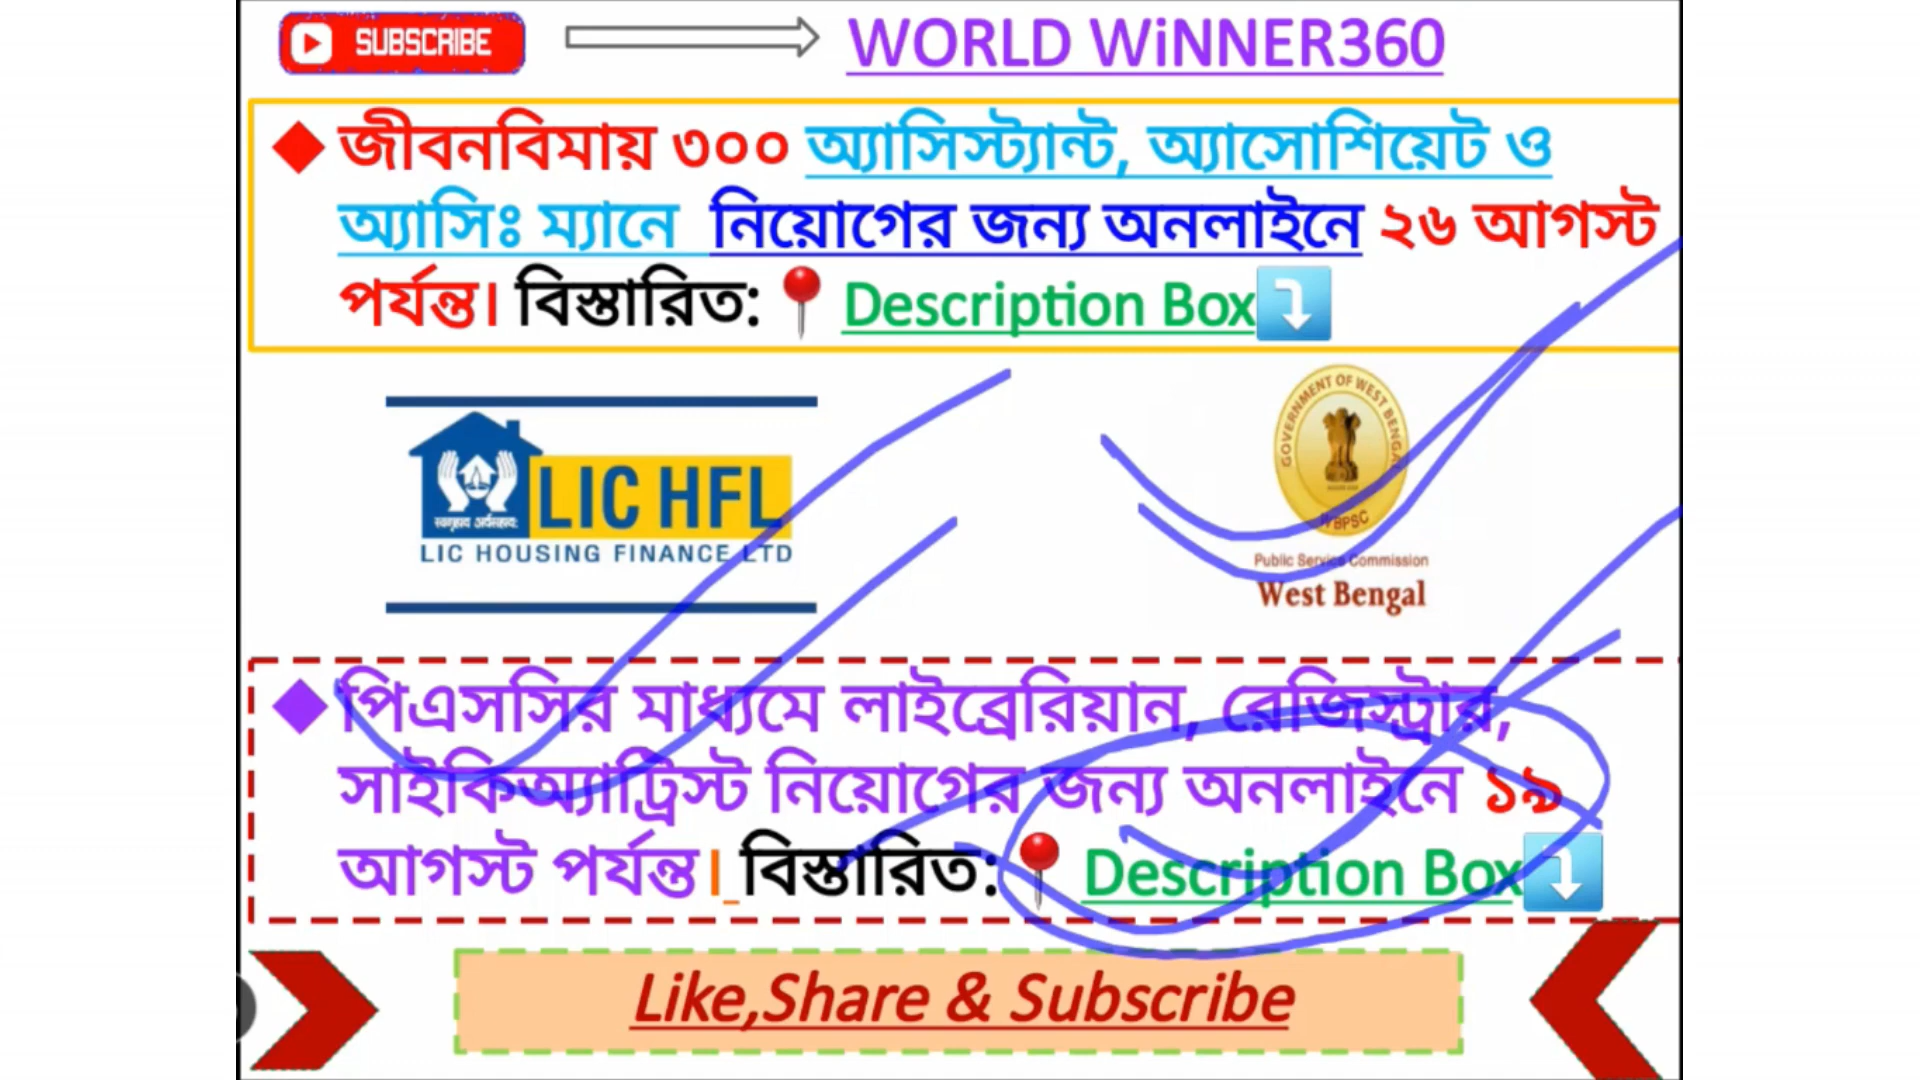 SUBSCRIBE
WORLD WiNNER360
জীবনবিমায় ৩০০ অ্যাসিস্ট্যান্ট, অ্যাসোশিয়েট ও
অ্যাসিঃ ম্যানে নিয়োগের জন্য অনলাইনে ২৬ আগস্ট
পর্যন্ত। বিস্তারিত: Description Box
LIC HFL
LIC HOUSING FINANCE LTD
GOVERNMENT OF WEST BENGAL
WBPSC
Public Service Commission
West Bengal
পিএসসির মাধ্যমে লাইব্রেরিয়ান, রেজিস্ট্রার,
সাইকিঅ্যাট্রিস্ট নিয়োগের জন্য অনলাইনে ১৯
আগস্ট পর্যন্ত। বিস্তারিত: Description Box
Like,Share & Subscribe